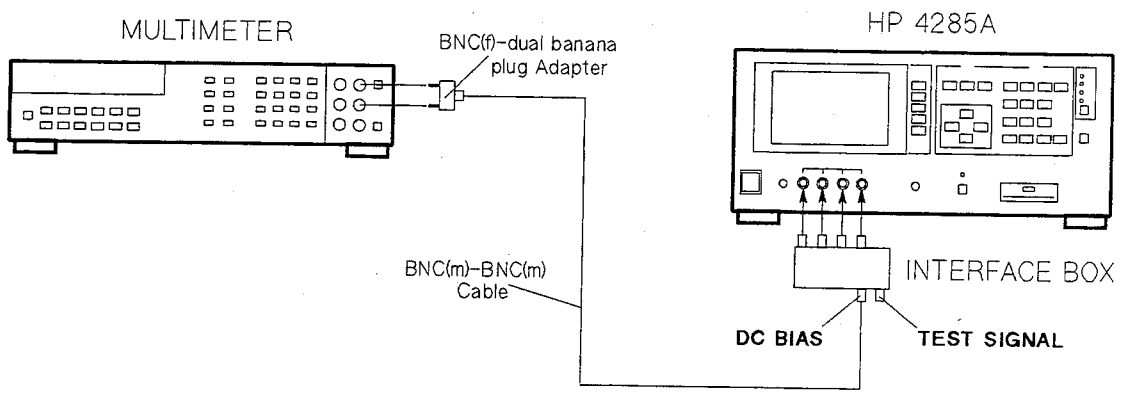 MULTIMETER
BNC(f)-dual banana
plug Adapter
HP 4285A
BNC(m)-BNC(m)
Cable
INTERFACE BOX
DC BIAS
TEST SIGNAL